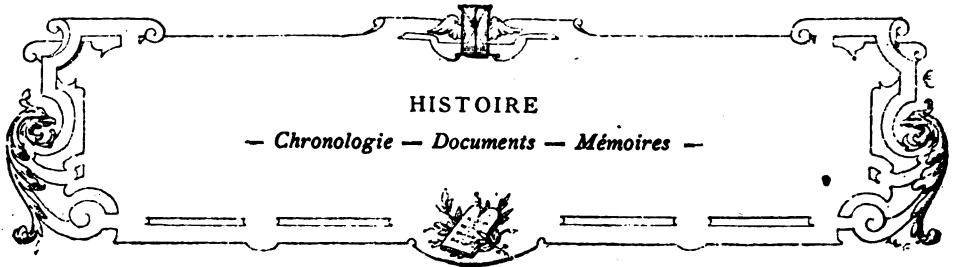 HISTOIRE
— Chronologie — Documents — Mémoires —